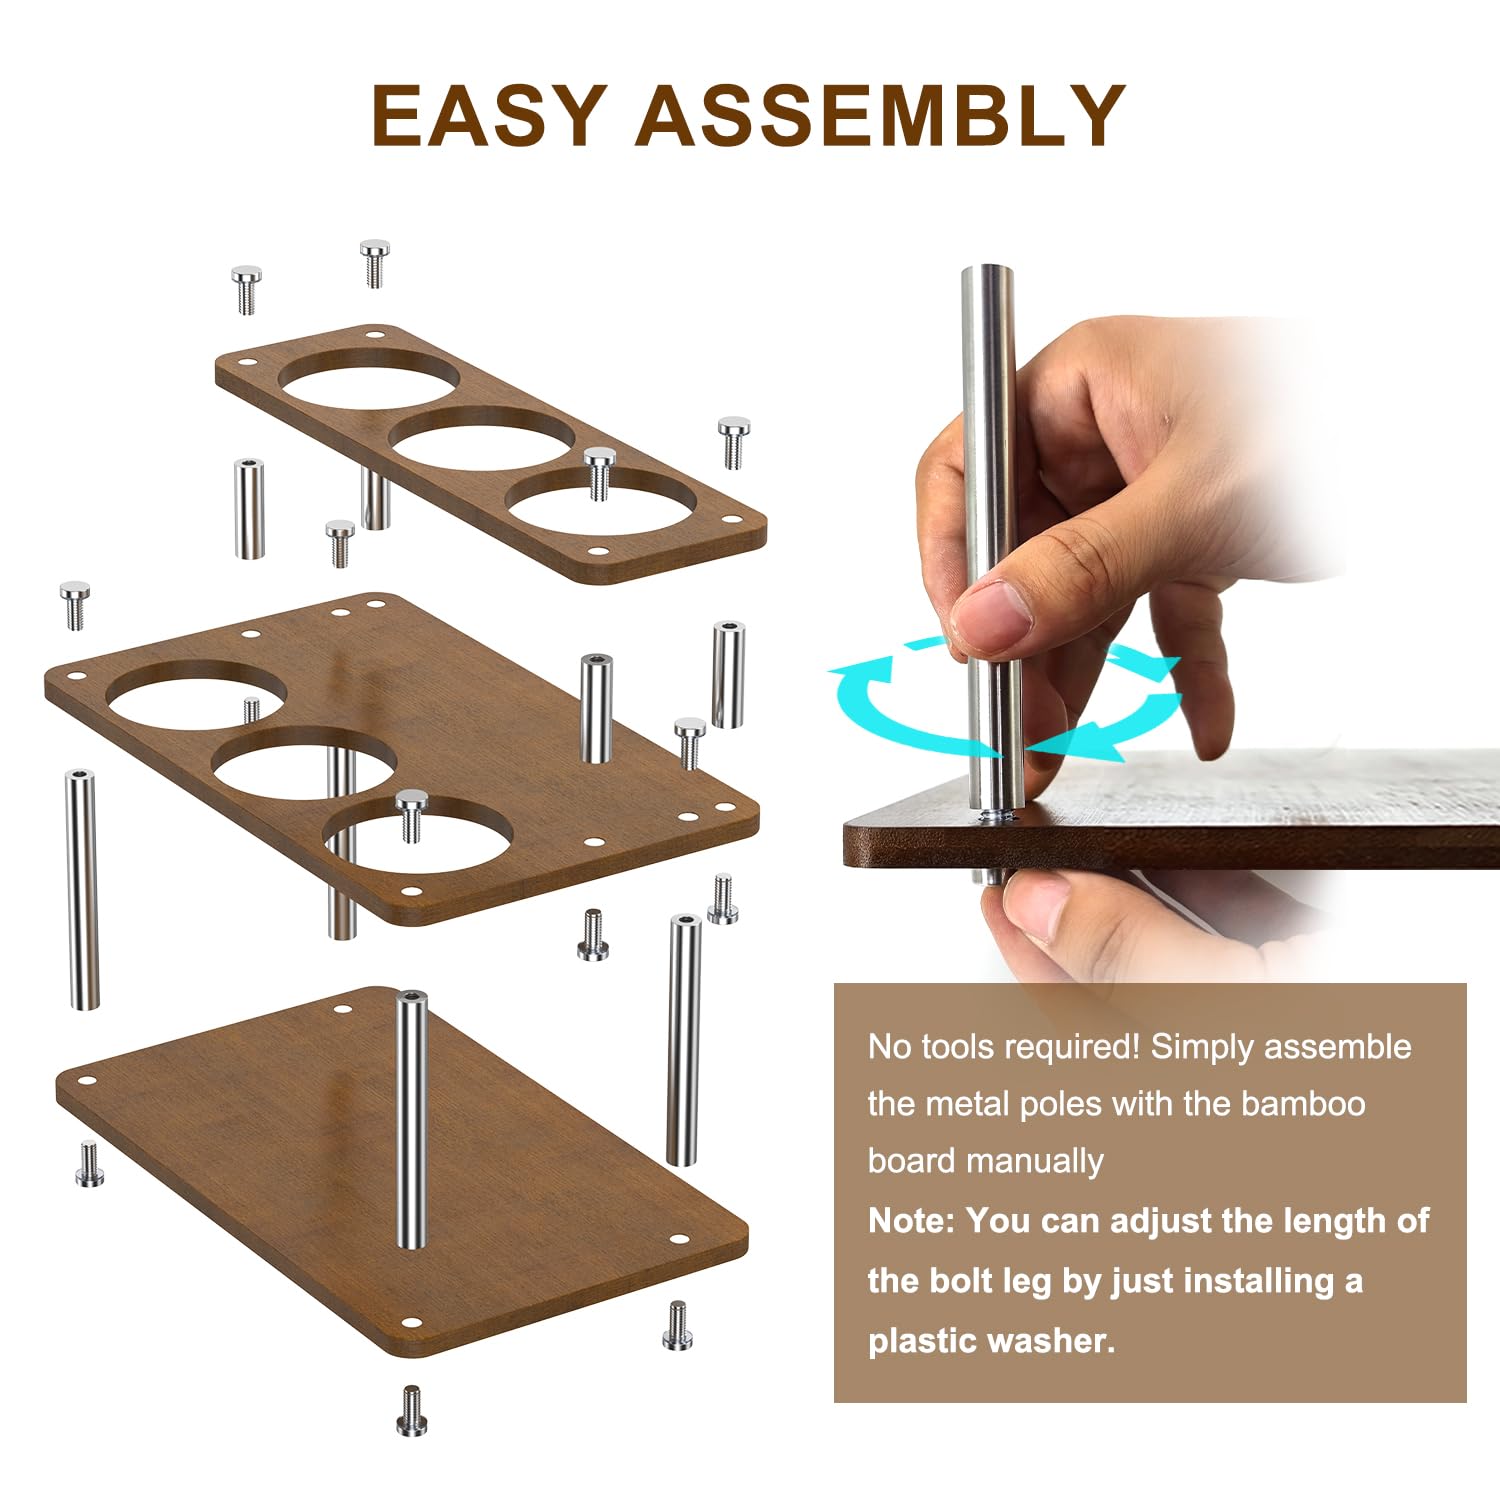 EASY ASSEMBLY
No tools required! Simply assemble
the metal poles with the bamboo
board manually
Note: You can adjust the length of
the bolt leg by just installing a
plastic washer.